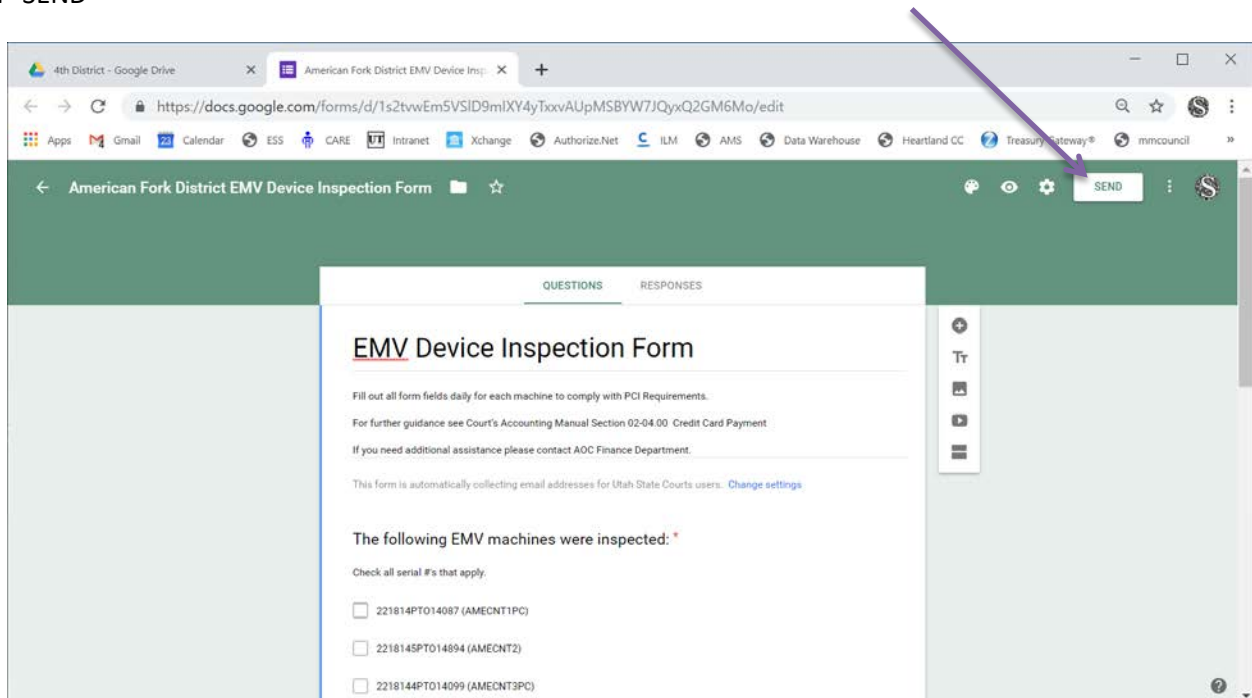 SEND
4th District - Google Drive
American Fork District EMV Device Insp
https://docs.google.com/forms/d/1s2tvwEm5VSlD9mlXY4yTxxvAUpMSBYW7JQyxQ2GM6Mo/edit
Apps Gmail 23 Calendar ESS CARE UT Intranet Xchange Authorize.Net C ILM AMS Data Warehouse Heartland CC Treasury Gateway® mmcouncil »
American Fork District EMV Device Inspection Form SEND
QUESTIONS RESPONSES
EMV Device Inspection Form
Tт
Fill out all form fields daily for each machine to comply with PCI Requirements.
For further guidance see Court's Accounting Manual Section 02-04.00 Credit Card Payment
If you need additional assistance please contact AOC Finance Department.
This form is automatically collecting email addresses for Utah State Courts users. Change settings
The following EMV machines were inspected: *
Check all serial #'s that apply.
221814PTO14087 (AMECNT1PC)
2218145PTO14894 (AMECNT2)
2218144PTO14099 (AMECNT3PC)